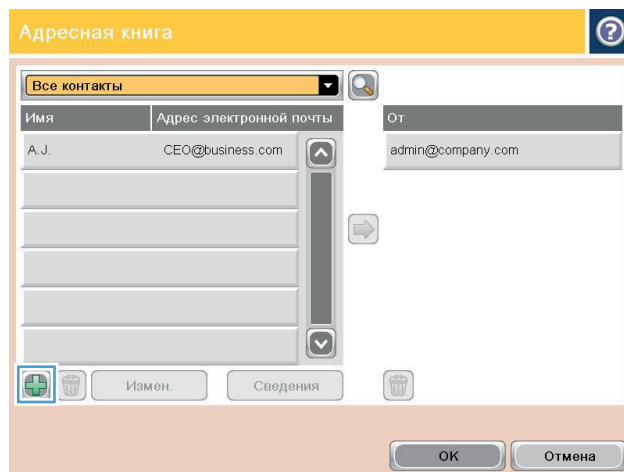 Адресная книга
?
Все контакты
Имя Адрес электронной почты От
A.J. CEO@business.com admin@company.com
Измен. Сведения
OK Отмена